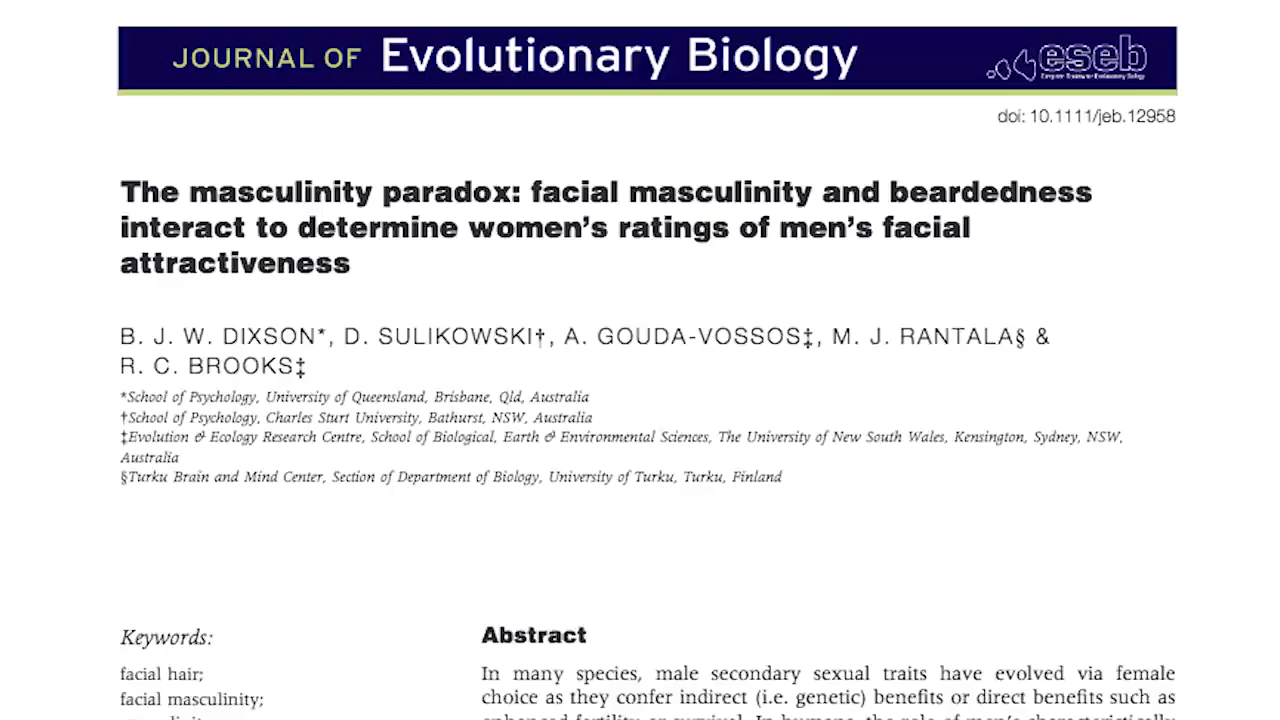 JOURNAL OF Evolutionary Biology
eseb
doi: 10.1111/jeb.12958
The masculinity paradox: facial masculinity and beardedness
interact to determine women's ratings of men's facial
attractiveness
B. J. W. DIXSON*, D. SULIKOWSKI†, A. GOUDA-VOSSOS‡, M. J. RANTALA§ &
R. C. BROOKS‡
*School of Psychology, University of Queensland, Brisbane, Qld, Australia
†School of Psychology, Charles Sturt University, Bathurst, NSW, Australia
‡Evolution & Ecology Research Centre, School of Biological, Earth & Environmental Sciences, The University of New South Wales, Kensington, Sydney, NSW,
Australia
§Turku Brain and Mind Center, Section of Department of Biology, University of Turku, Turku, Finland
Keywords:
facial hair;
facial masculinity;
Abstract
In many species, male secondary sexual traits have evolved via female
choice as they confer indirect (i.e. genetic) benefits or direct benefits such as